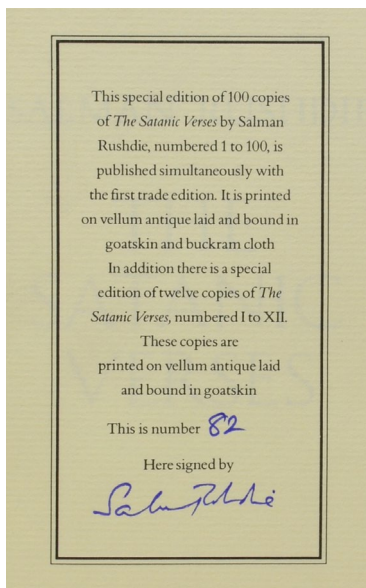 This special edition of 100 copies
of The Satanic Verses by Salman
Rushdie, numbered 1 to 100, is
published simultaneously with
the first trade edition. It is printed
on vellum antique laid and bound in
goatskin and buckram cloth
In addition there is a special
edition of twelve copies of The
Satanic Verses, numbered I to XII.
These copies are
printed on vellum antique laid
and bound in goatskin
This is number 82
Here signed by
Salman Rushdie